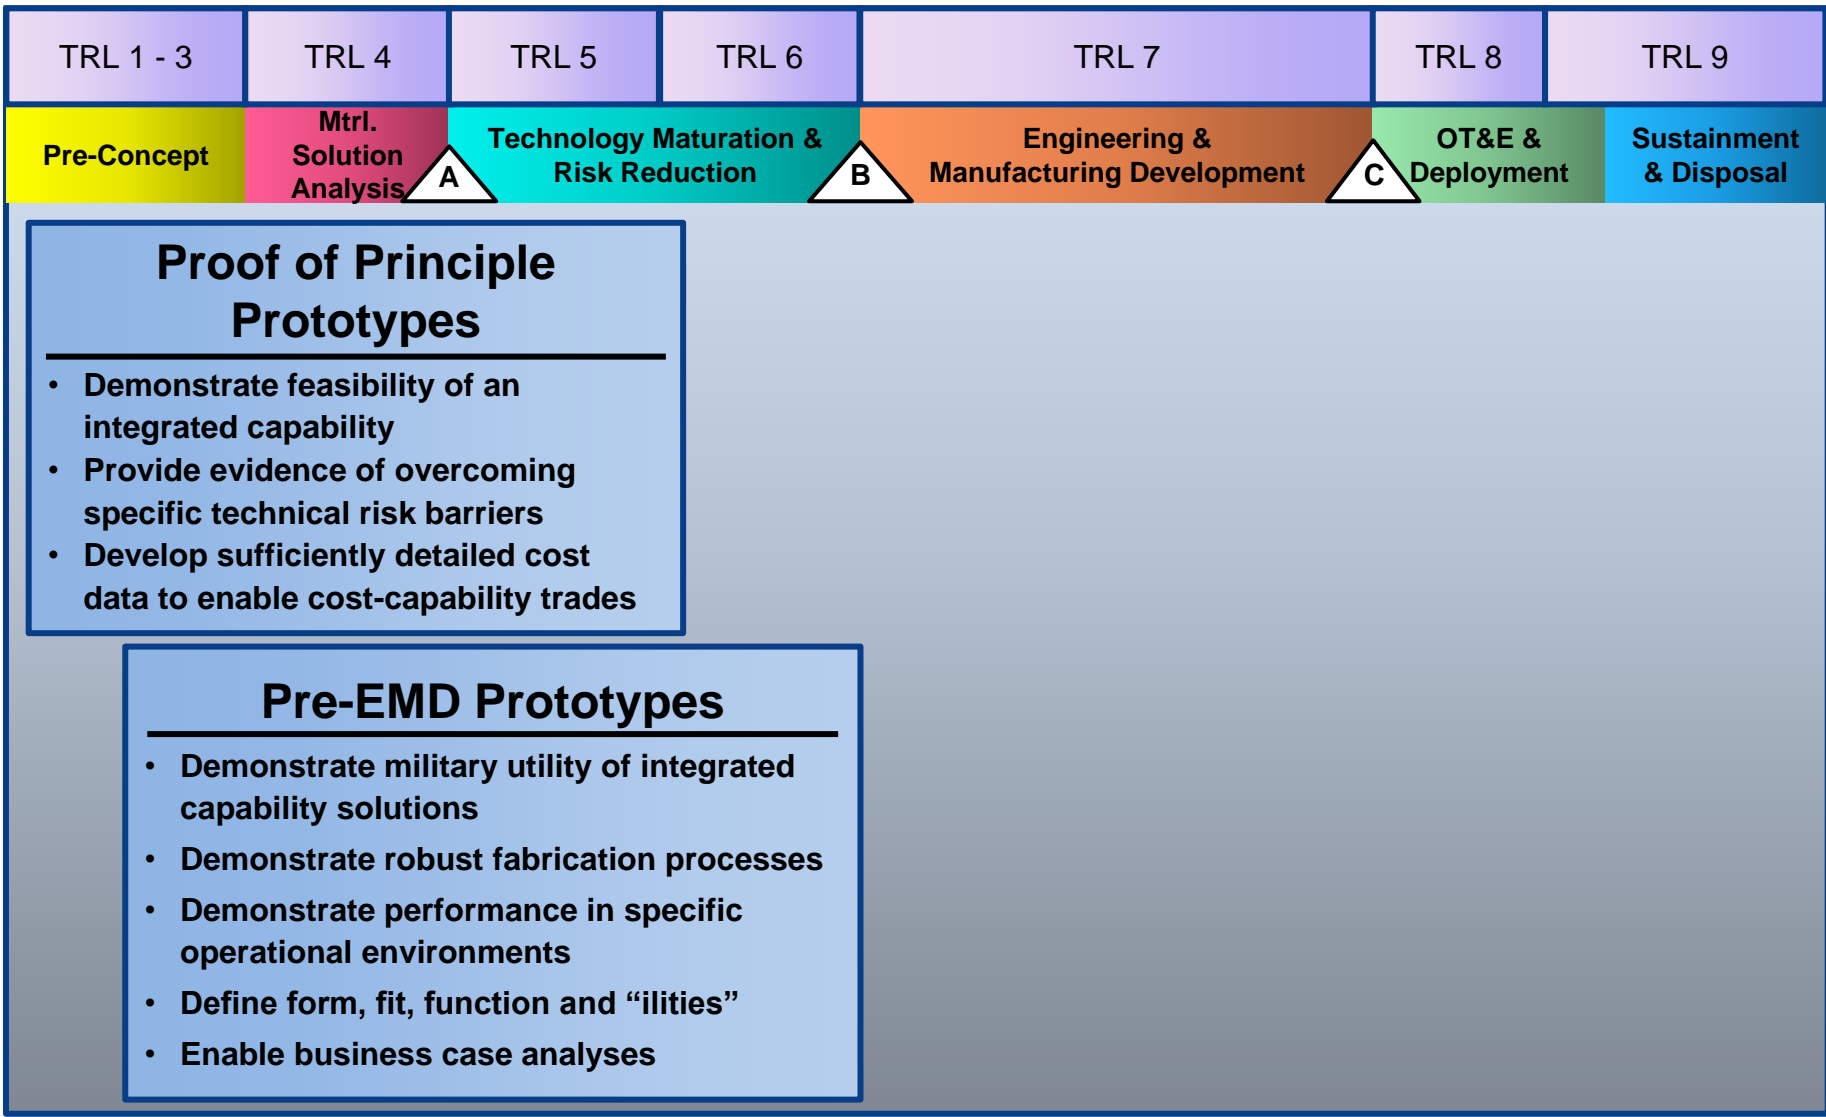 TRL 1 - 3
TRL 4
TRL 5
TRL 6
TRL 7
TRL 8
TRL 9
Pre-Concept
Mtrl.
Solution
Analysis
A
Technology Maturation &
Risk Reduction
B
Engineering &
Manufacturing Development
C
OT&E &
Deployment
Sustainment
& Disposal
Proof of Principle
Prototypes
• Demonstrate feasibility of an
integrated capability
• Provide evidence of overcoming
specific technical risk barriers
• Develop sufficiently detailed cost
data to enable cost-capability trades
Pre-EMD Prototypes
• Demonstrate military utility of integrated
capability solutions
• Demonstrate robust fabrication processes
• Demonstrate performance in specific
operational environments
• Define form, fit, function and “ilities”
• Enable business case analyses